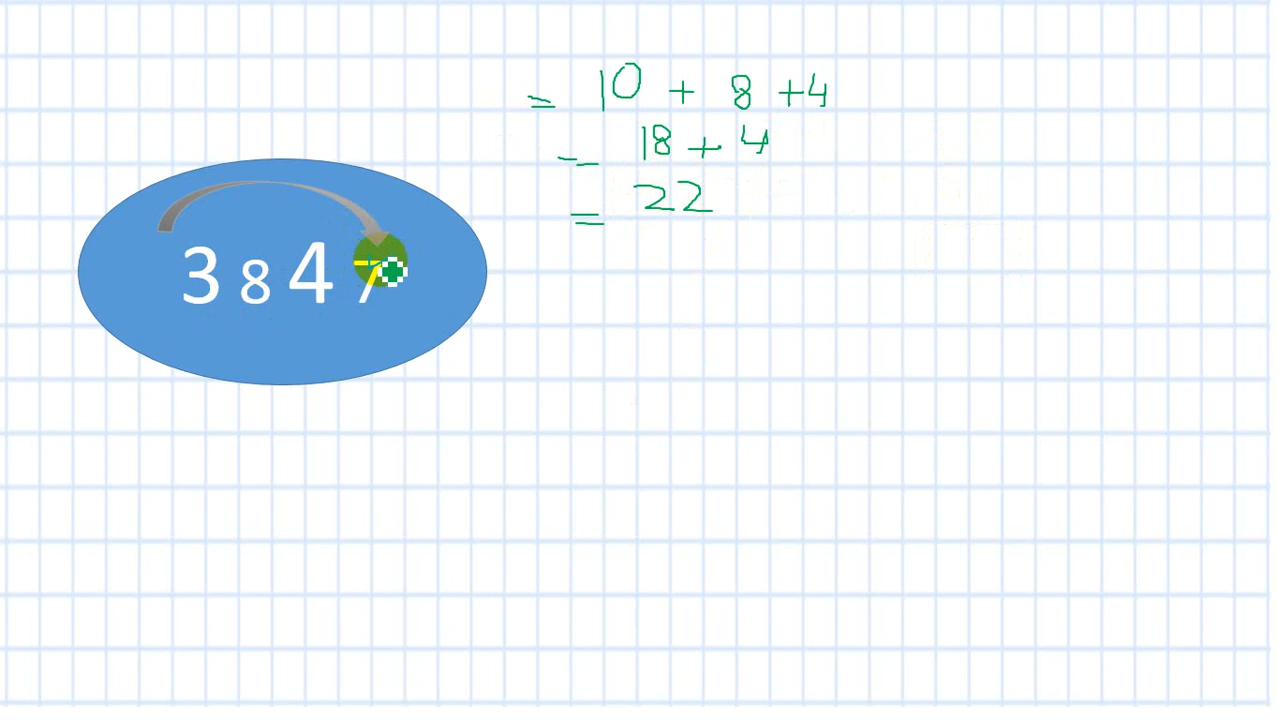 = 10 + 8 + 4
= 18 + 4
= 22
3 8 4 7